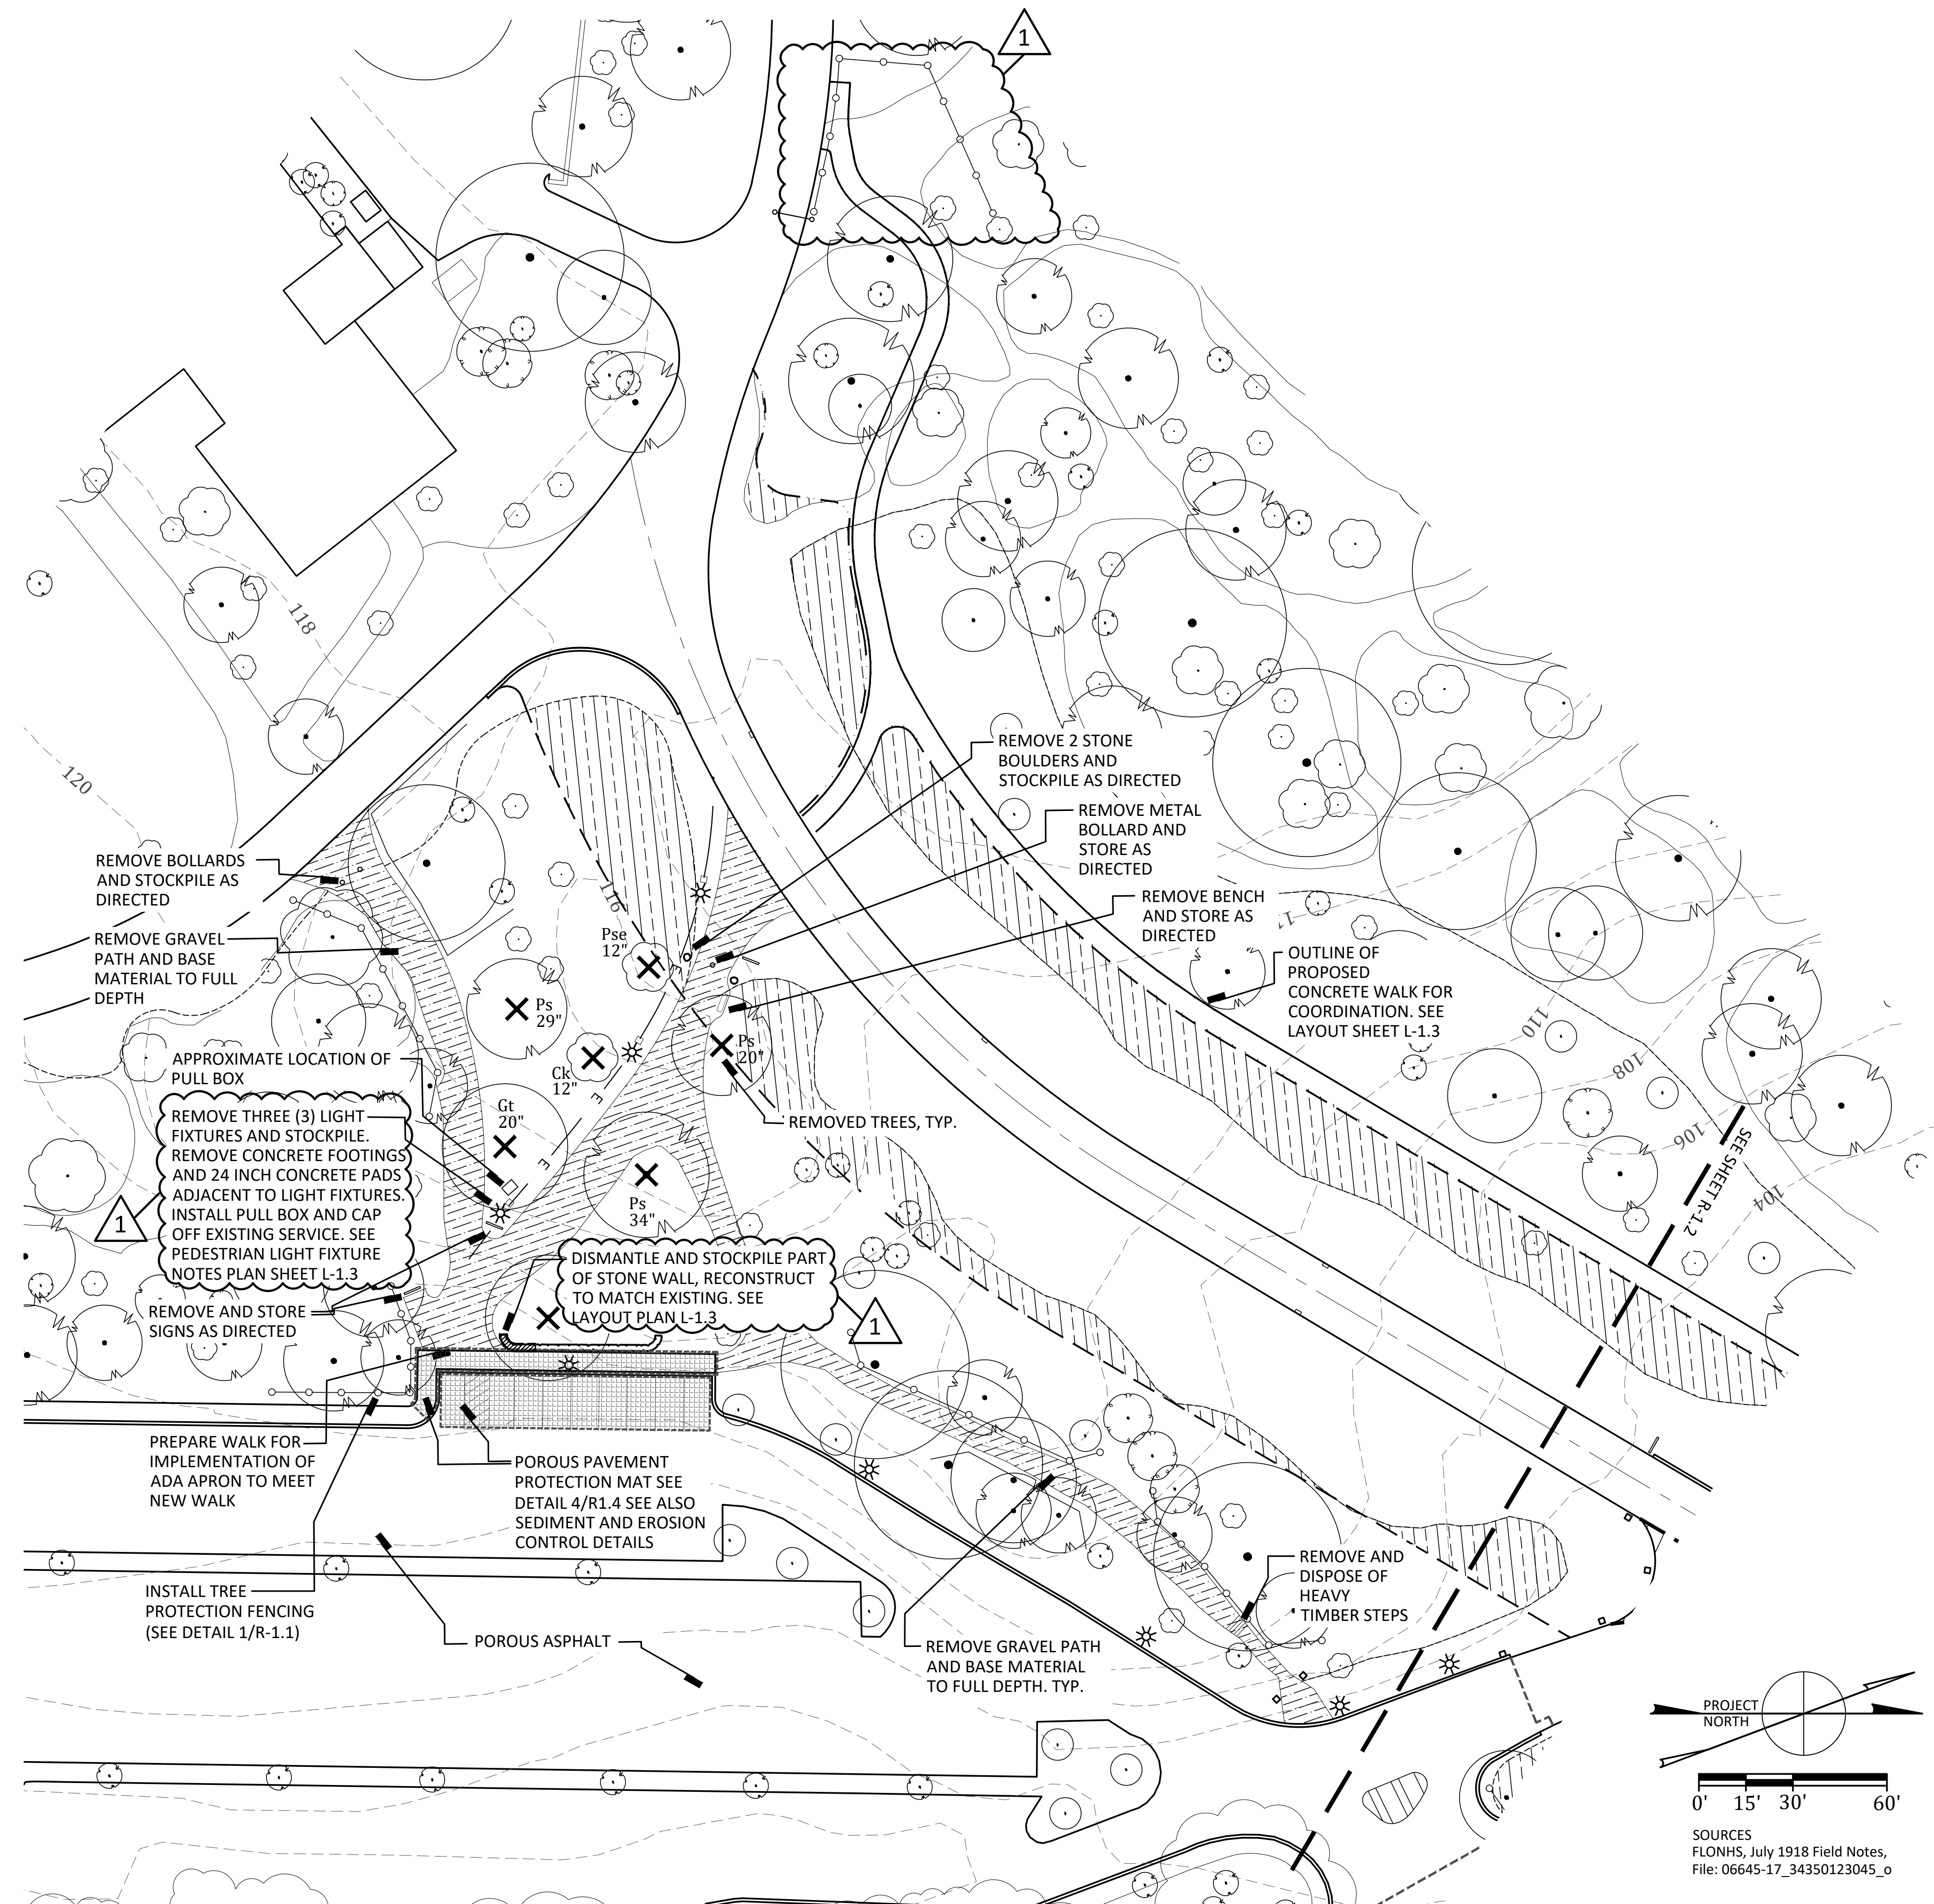 1
118
120
REMOVE 2 STONE
BOULDERS AND
STOCKPILE AS DIRECTED
REMOVE METAL
BOLLARD AND
STORE AS
DIRECTED
REMOVE BOLLARDS
AND STOCKPILE AS
DIRECTED
116
REMOVE BENCH
AND STORE AS
DIRECTED
REMOVE GRAVEL
PATH AND BASE
MATERIAL TO FULL
DEPTH
Pse
12"
OUTLINE OF
PROPOSED
CONCRETE WALK FOR
COORDINATION. SEE
LAYOUT SHEET L-1.3
E
Ps
29"
110
Ps
20"
APPROXIMATE LOCATION OF
PULL BOX
Ck
12"
108
E
Gt
20"
REMOVED TREES, TYP.
106
SEE SHEET R-1.2
104
REMOVE THREE (3) LIGHT
FIXTURES AND STOCKPILE.
REMOVE CONCRETE FOOTINGS
AND 24 INCH CONCRETE PADS
ADJACENT TO LIGHT FIXTURES.
INSTALL PULL BOX AND CAP
OFF EXISTING SERVICE. SEE
PEDESTRIAN LIGHT FIXTURE
NOTES PLAN SHEET L-1.3
1
E
Ps
34"
DISMANTLE AND STOCKPILE PART
OF STONE WALL, RECONSTRUCT
TO MATCH EXISTING. SEE
LAYOUT PLAN L-1.3
1
REMOVE AND STORE
SIGNS AS DIRECTED
PREPARE WALK FOR
IMPLEMENTATION OF
ADA APRON TO MEET
NEW WALK
POROUS PAVEMENT
PROTECTION MAT SEE
DETAIL 4/R1.4 SEE ALSO
SEDIMENT AND EROSION
CONTROL DETAILS
REMOVE AND
DISPOSE OF
HEAVY
TIMBER STEPS
INSTALL TREE
PROTECTION FENCING
(SEE DETAIL 1/R-1.1)
POROUS ASPHALT
REMOVE GRAVEL PATH
AND BASE MATERIAL
TO FULL DEPTH. TYP.
PROJECT
NORTH
0' 15' 30' 60'
SOURCES
FLONHS, July 1918 Field Notes,
File: 06645-17_34350123045_o